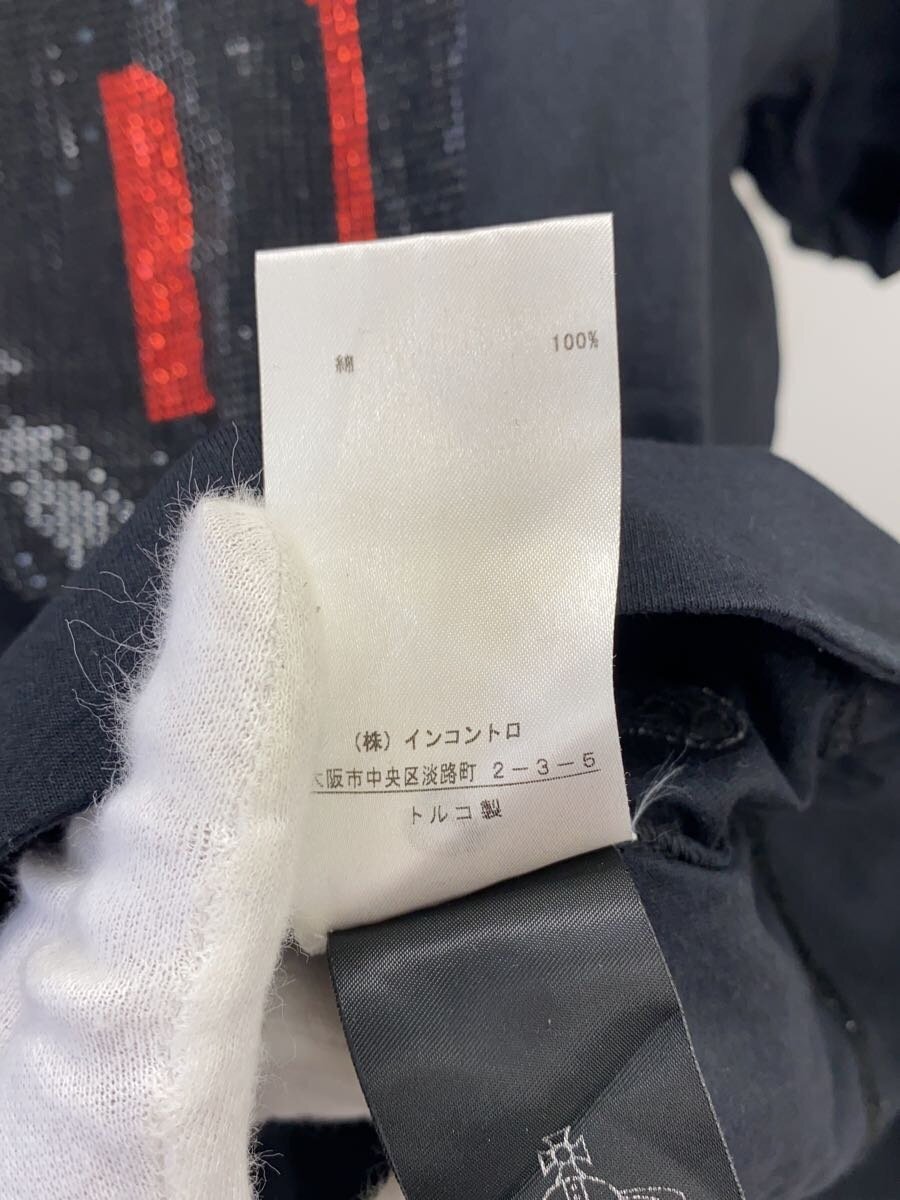 綿 100%
(株)インコントロ
大阪市中央区淡路町 2-3-5
トルコ製